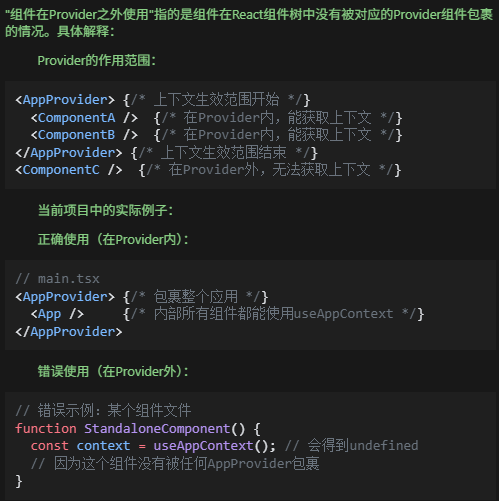 "组件在Provider之外使用"指的是组件在React组件树中没有被对应的Provider组件包裹
的情况。具体解释：
Provider的作用范围：
<AppProvider> {/* 上下文生效范围开始 */}
  <ComponentA />  {/* 在Provider内，能获取上下文 */}
  <ComponentB />  {/* 在Provider内，能获取上下文 */}
</AppProvider> {/* 上下文生效范围结束 */}
<ComponentC />  {/* 在Provider外，无法获取上下文 */}
当前项目中的实际例子：
正确使用（在Provider内）：
// main.tsx
<AppProvider> {/* 包裹整个应用 */}
  <App />     {/* 内部所有组件都能使用useAppContext */}
</AppProvider>
错误使用（在Provider外）：
// 错误示例：某个组件文件
function StandaloneComponent() {
  const context = useAppContext(); // 会得到undefined
  // 因为这个组件没有被任何AppProvider包裹
}